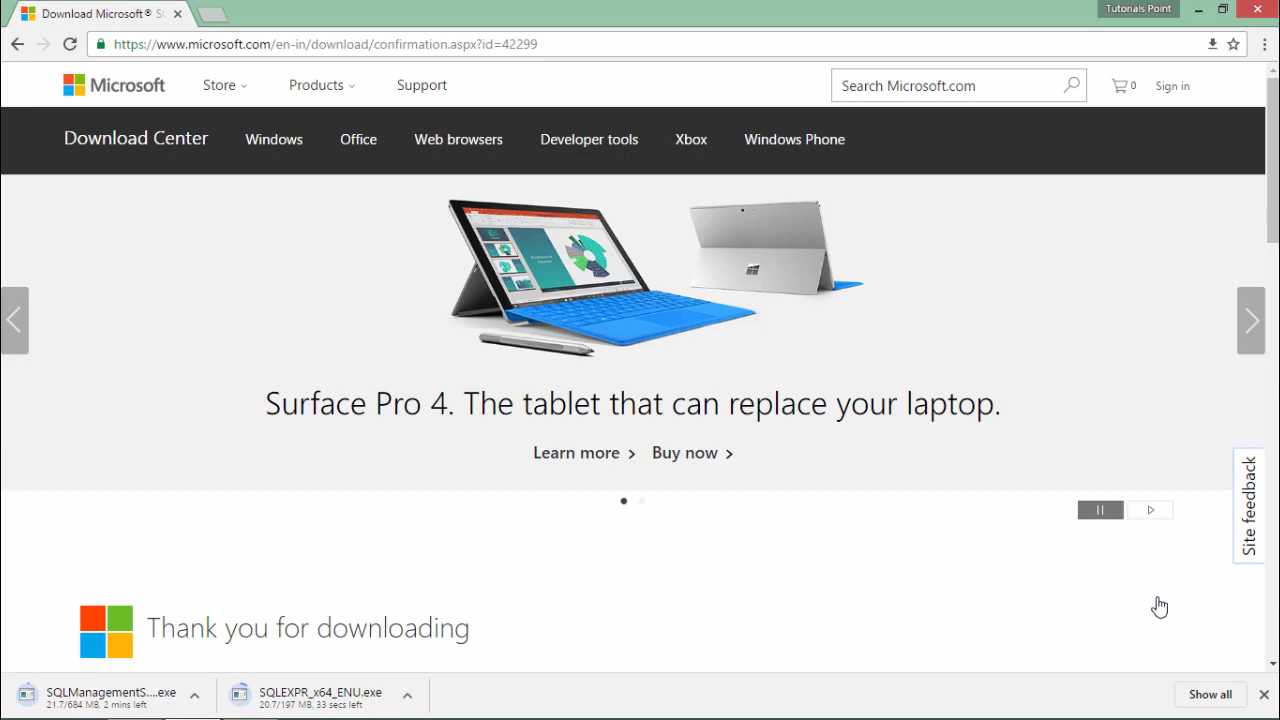 Download Microsoft® S
Tutorials Point
https://www.microsoft.com/en-in/download/confirmation.aspx?id=42299
Microsoft
Store
Products
Support
Search Microsoft.com
0
Sign in
Download Center
Windows
Office
Web browsers
Developer tools
Xbox
Windows Phone
Surface Pro 4. The tablet that can replace your laptop.
Learn more
Buy now
Site feedback
Thank you for downloading
SQLManagementS....exe
21.7/684 MB, 2 mins left
SQLEXPR_x64_ENU.exe
20.7/197 MB, 33 secs left
Show all